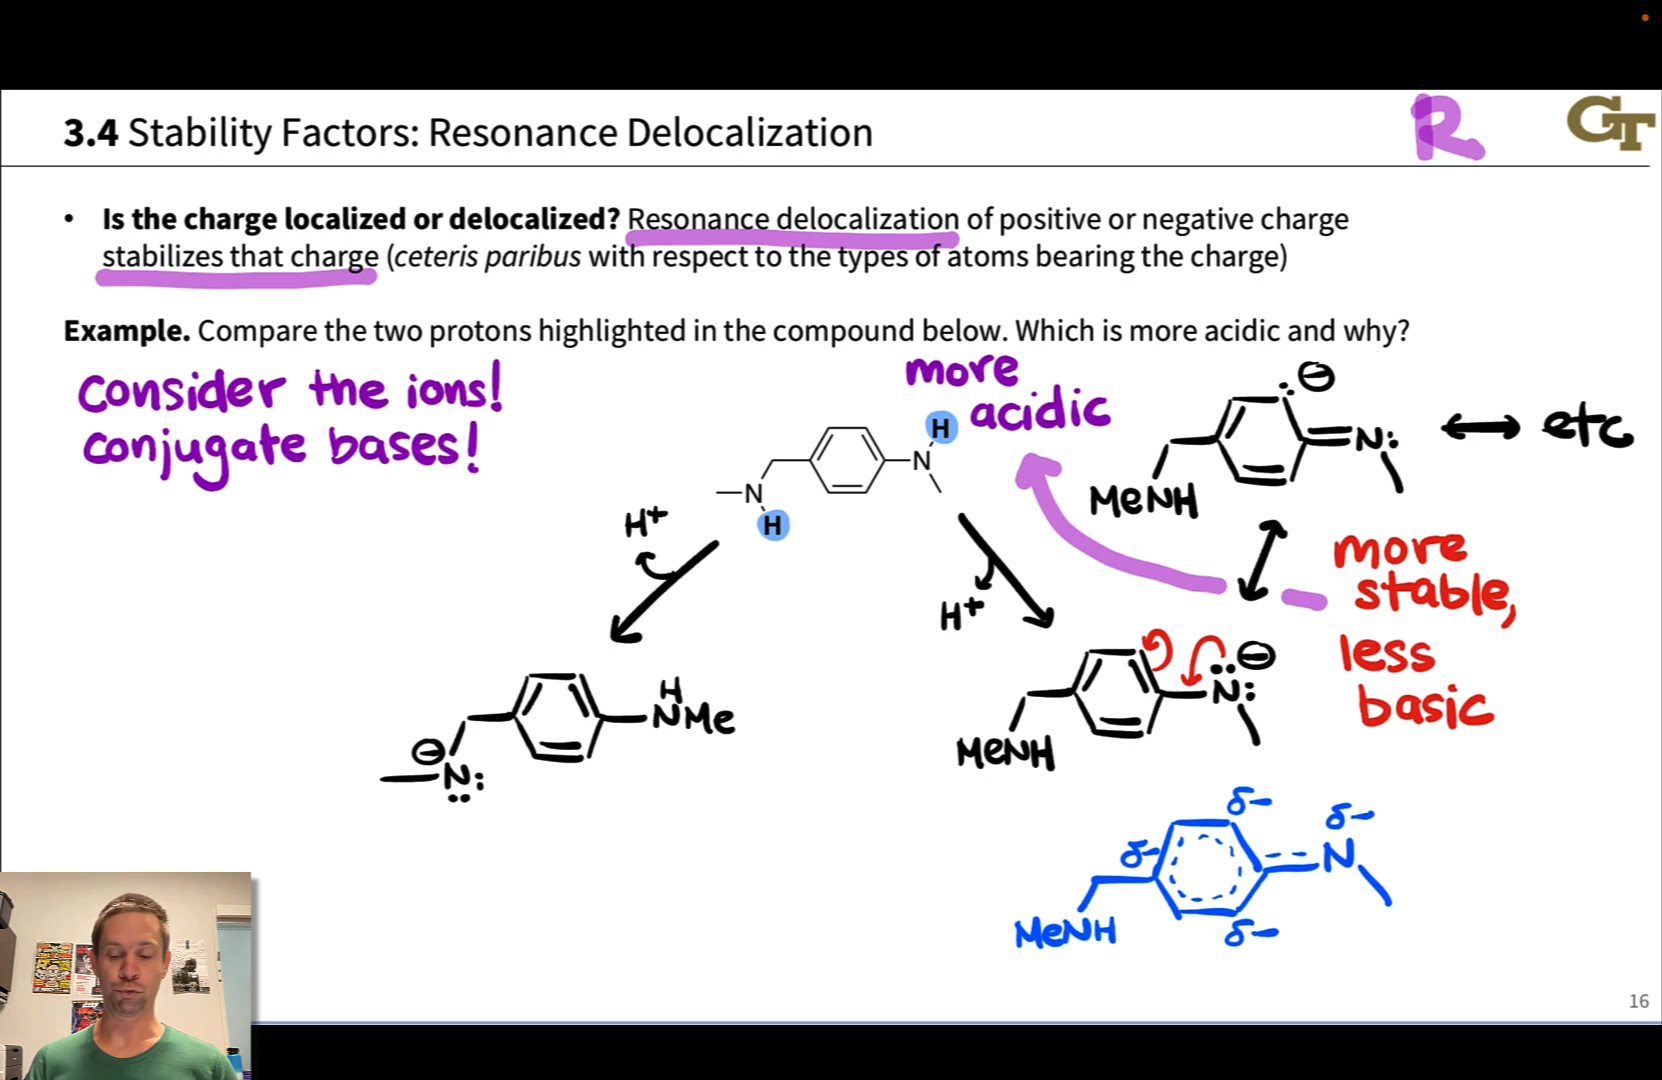 3.4 Stability Factors: Resonance Delocalization
R
GT
• Is the charge localized or delocalized? Resonance delocalization of positive or negative charge
stabilizes that charge (ceteris paribus with respect to the types of atoms bearing the charge)
Example. Compare the two protons highlighted in the compound below. Which is more acidic and why?
Consider the ions!
conjugate bases!
more
acidic
H
N
N
H
H+
H+
⊖
N:
MeNH
etc
more
stable,
less
basic
⊖
N:
H
NMe
⊖
N:
MeNH
δ-
δ-
δ-
N
MeNH
δ-
16